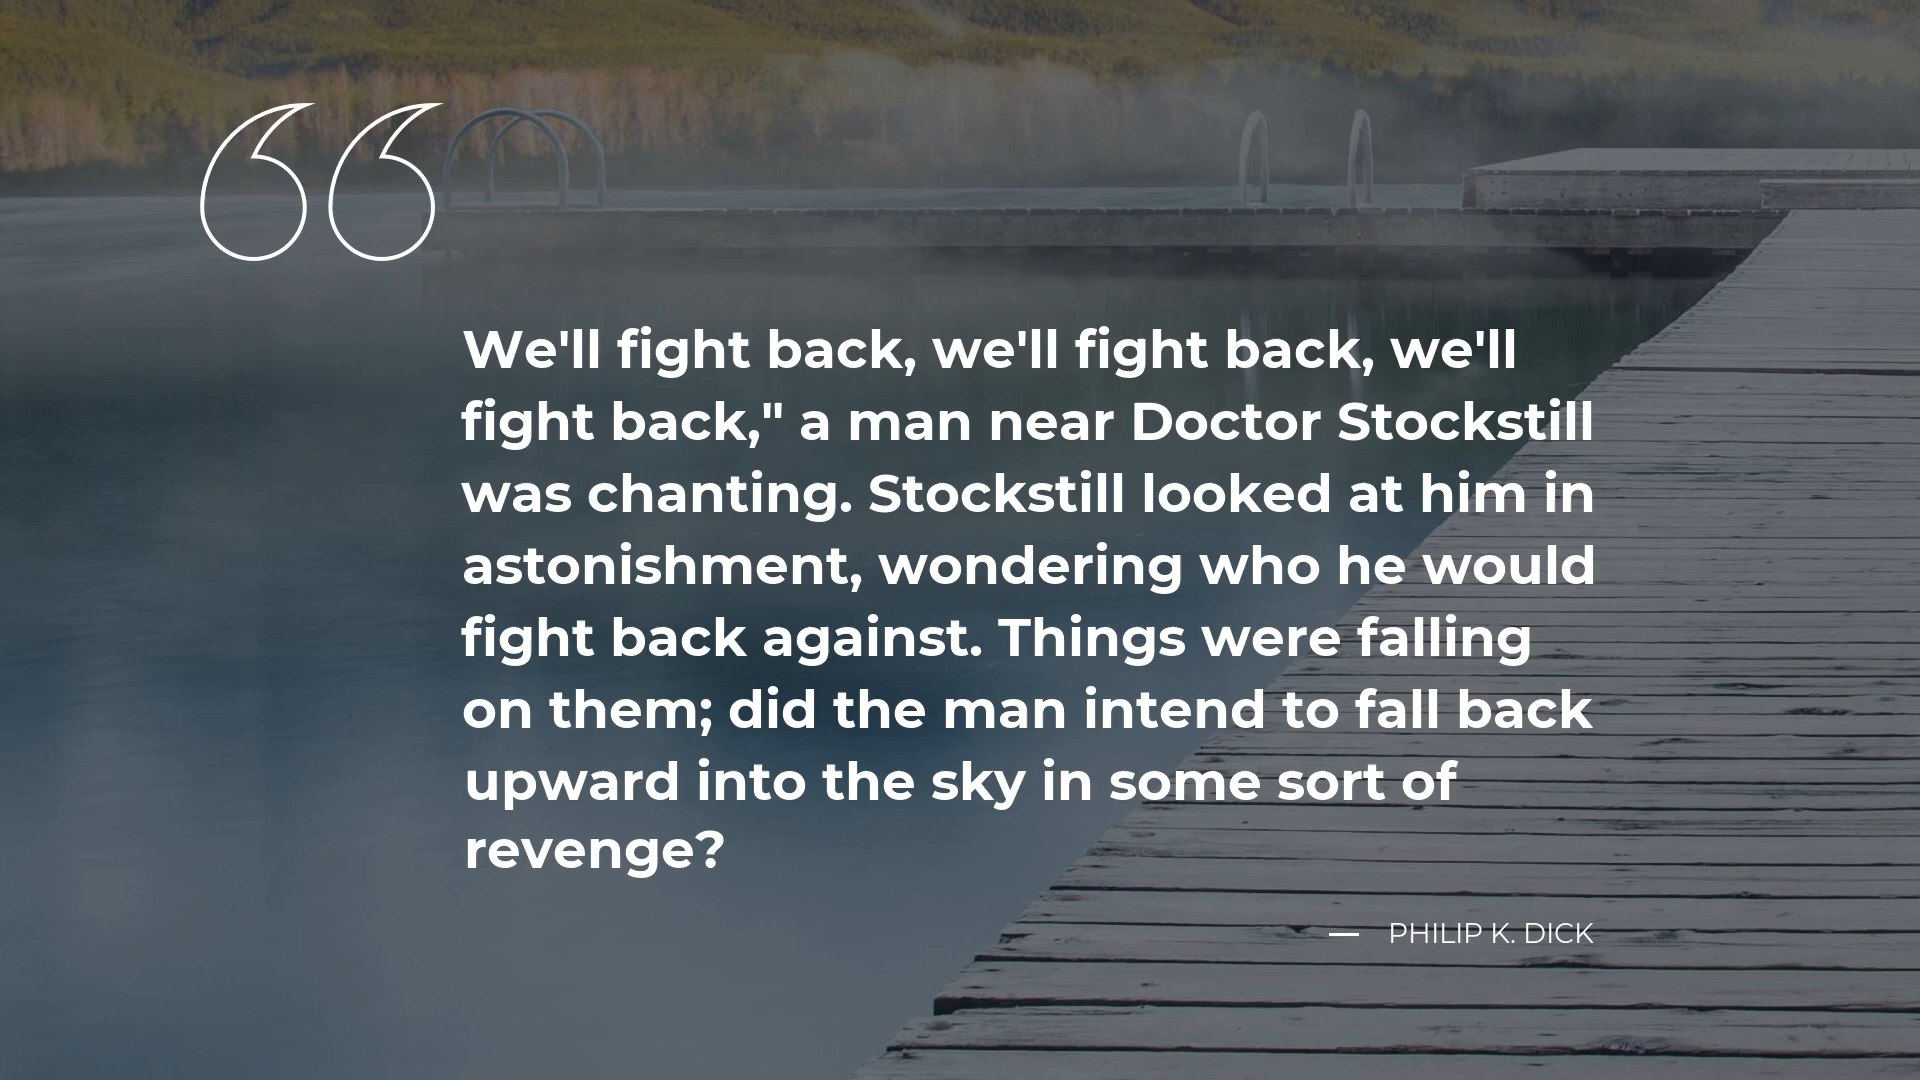 We'll fight back, we'll fight back, we'll
fight back," a man near Doctor Stockstill
was chanting. Stockstill looked at him in
astonishment, wondering who he would
fight back against. Things were falling
on them; did the man intend to fall back
upward into the sky in some sort of
revenge?
— PHILIP K. DICK